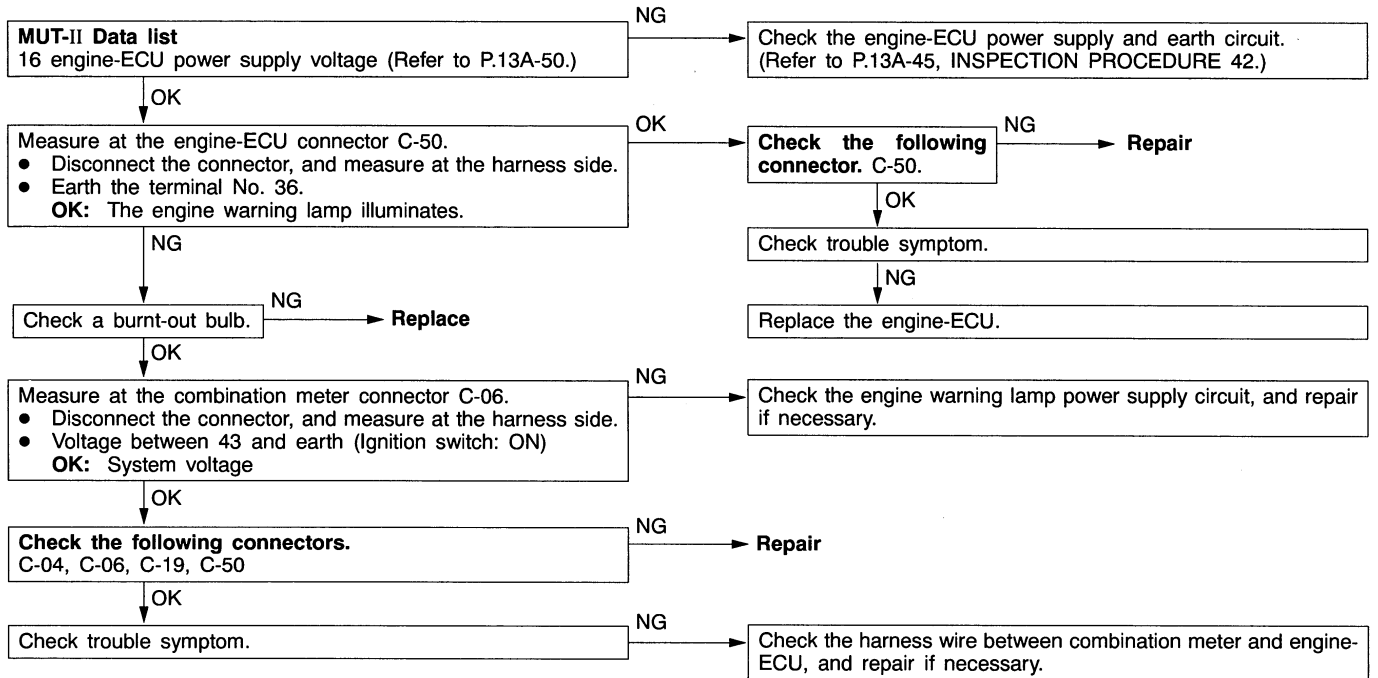 MUT-II Data list
16 engine-ECU power supply voltage (Refer to P.13A-50.)
NG
Check the engine-ECU power supply and earth circuit.
(Refer to P.13A-45, INSPECTION PROCEDURE 42.)
OK
Measure at the engine-ECU connector C-50.
● Disconnect the connector, and measure at the harness side.
● Earth the terminal No. 36.
OK: The engine warning lamp illuminates.
OK
Check the following
connector. C-50.
NG
Repair
OK
Check trouble symptom.
NG
Replace the engine-ECU.
NG
Check a burnt-out bulb.
NG
Replace
OK
Measure at the combination meter connector C-06.
● Disconnect the connector, and measure at the harness side.
● Voltage between 43 and earth (Ignition switch: ON)
OK: System voltage
NG
Check the engine warning lamp power supply circuit, and repair
if necessary.
OK
Check the following connectors.
C-04, C-06, C-19, C-50
NG
Repair
OK
Check trouble symptom.
NG
Check the harness wire between combination meter and engine-
ECU, and repair if necessary.